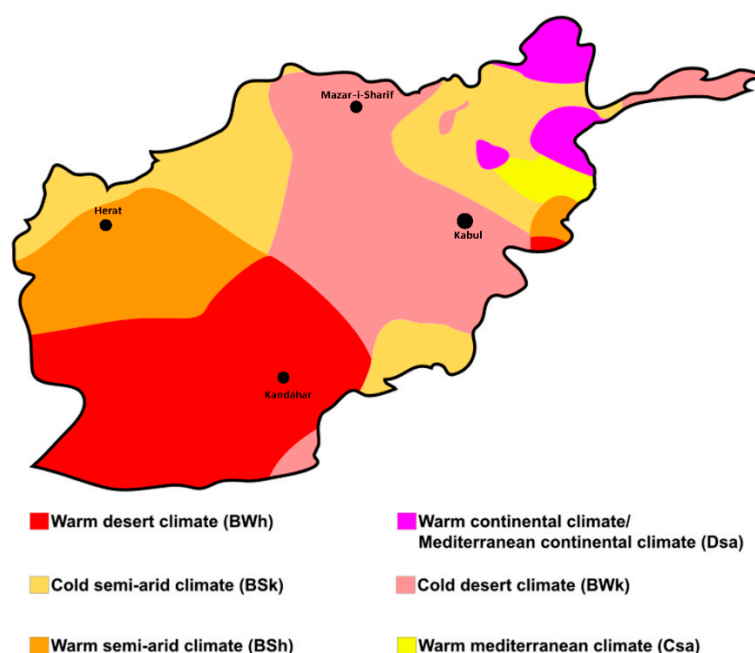 Mazar-i-Sharif
Herat
Kabul
Kandahar
Warm desert climate (BWh)
Cold semi-arid climate (BSk)
Warm semi-arid climate (BSh)
Warm continental climate/
Mediterranean continental climate (Dsa)
Cold desert climate (BWk)
Warm mediterranean climate (Csa)